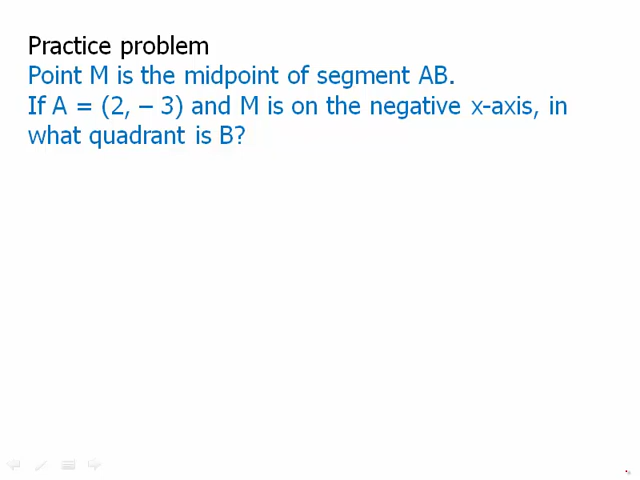 Practice problem
Point M is the midpoint of segment AB.
If A = (2, – 3) and M is on the negative x-axis, in
what quadrant is B?